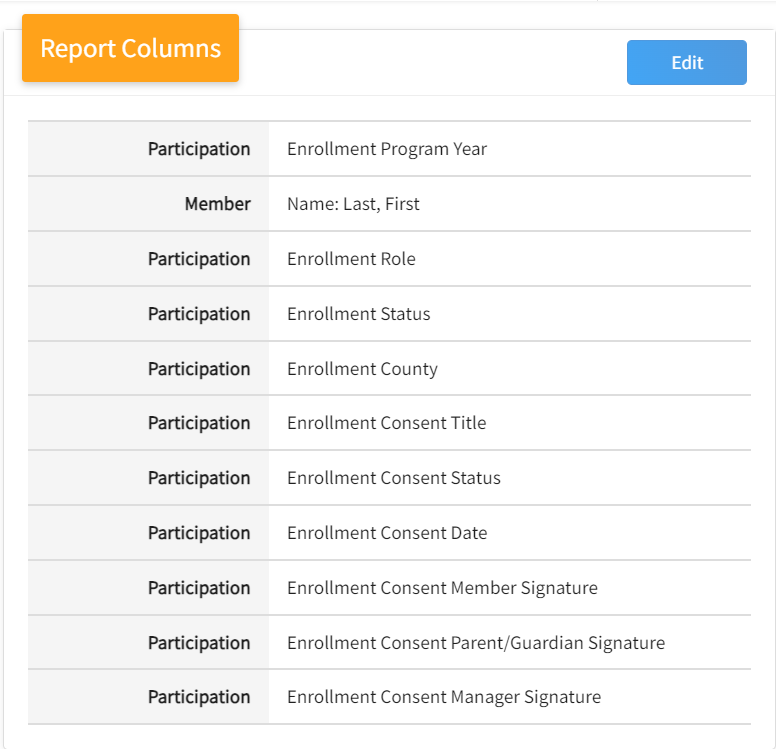 Report Columns
Edit
Participation Enrollment Program Year
Member Name: Last, First
Participation Enrollment Role
Participation Enrollment Status
Participation Enrollment County
Participation Enrollment Consent Title
Participation Enrollment Consent Status
Participation Enrollment Consent Date
Participation Enrollment Consent Member Signature
Participation Enrollment Consent Parent/Guardian Signature
Participation Enrollment Consent Manager Signature